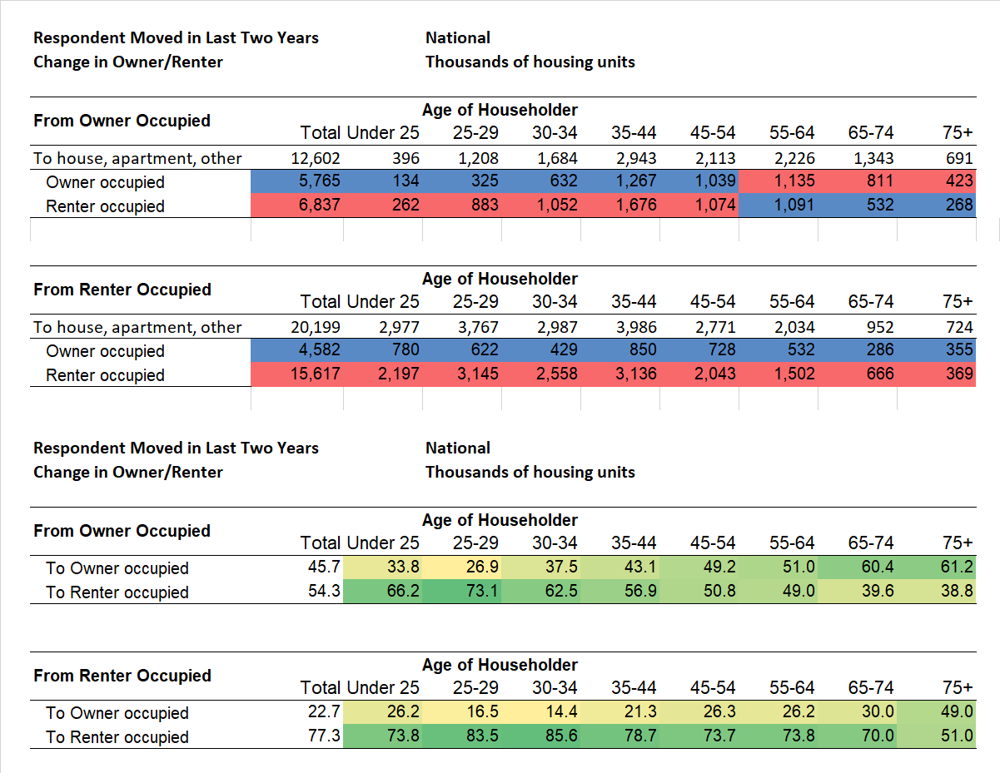 Respondent Moved in Last Two Years National
Change in Owner/Renter Thousands of housing units
Age of Householder
From Owner Occupied
Total Under 25 25-29 30-34 35-44 45-54 55-64 65-74 75+
To house, apartment, other 12,602 396 1,208 1,684 2,943 2,113 2,226 1,343 691
Owner occupied 5,765 134 325 632 1,267 1,039 1,135 811 423
Renter occupied 6,837 262 883 1,052 1,676 1,074 1,091 532 268
Age of Householder
From Renter Occupied
Total Under 25 25-29 30-34 35-44 45-54 55-64 65-74 75+
To house, apartment, other 20,199 2,977 3,767 2,987 3,986 2,771 2,034 952 724
Owner occupied 4,582 780 622 429 850 728 532 286 355
Renter occupied 15,617 2,197 3,145 2,558 3,136 2,043 1,502 666 369
Respondent Moved in Last Two Years National
Change in Owner/Renter Thousands of housing units
Age of Householder
From Owner Occupied
Total Under 25 25-29 30-34 35-44 45-54 55-64 65-74 75+
To Owner occupied 45.7 33.8 26.9 37.5 43.1 49.2 51.0 60.4 61.2
To Renter occupied 54.3 66.2 73.1 62.5 56.9 50.8 49.0 39.6 38.8
Age of Householder
From Renter Occupied
Total Under 25 25-29 30-34 35-44 45-54 55-64 65-74 75+
To Owner occupied 22.7 26.2 16.5 14.4 21.3 26.3 26.2 30.0 49.0
To Renter occupied 77.3 73.8 83.5 85.6 78.7 73.7 73.8 70.0 51.0